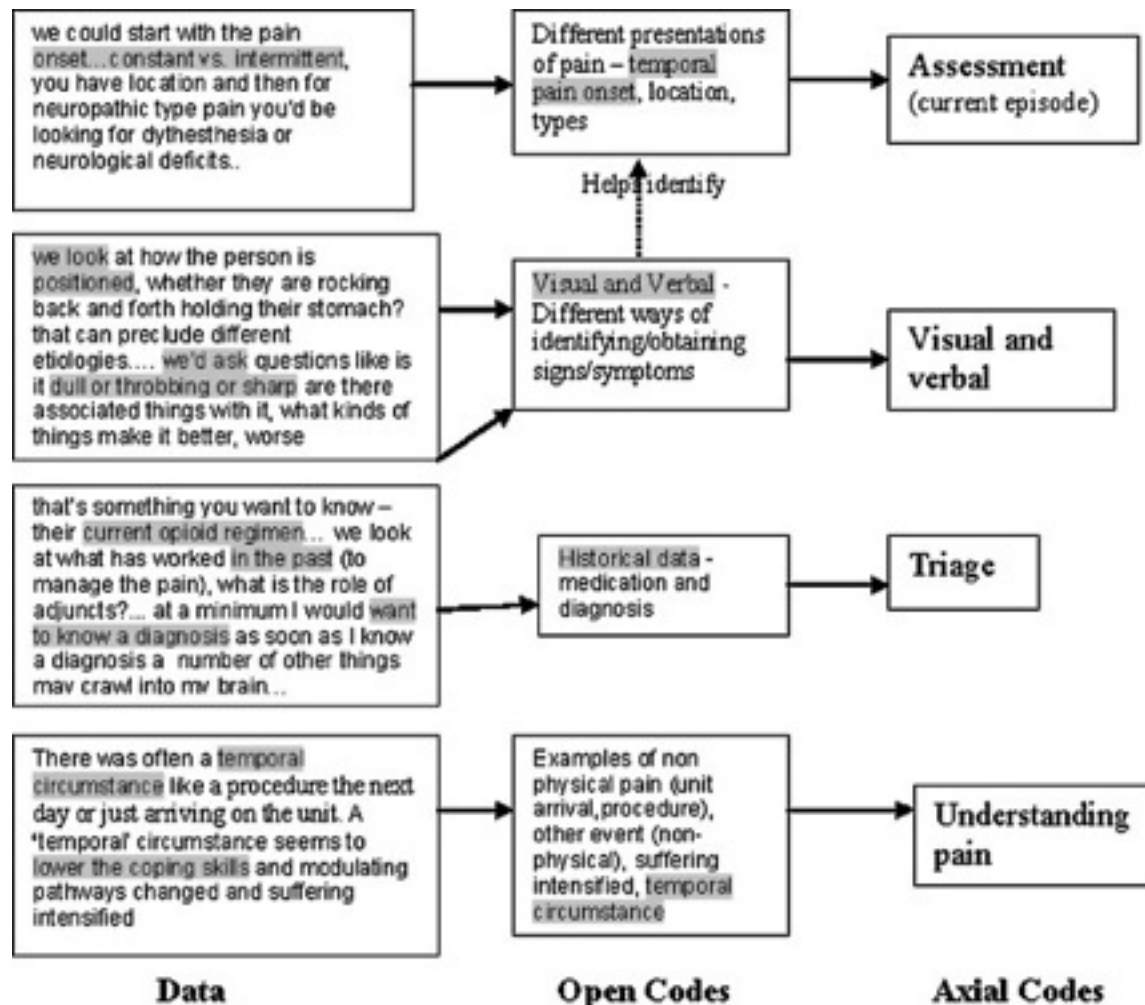 we could start with the pain
onset...constant vs. intermittent,
you have location and then for
neuropathic type pain you'd be
looking for dythesthesia or
neurological deficits..
Different presentations
of pain – temporal
pain onset, location,
types
Assessment
(current episode)
Helps identify
we look at how the person is
positioned, whether they are rocking
back and forth holding their stomach?
that can preclude different
etiologies.... we'd ask questions like is
it dull or throbbing or sharp are there
associated things with it, what kinds of
things make it better, worse
Visual and Verbal -
Different ways of
identifying/obtaining
signs/symptoms
Visual and
verbal
that's something you want to know –
their current opioid regimen... we look
at what has worked in the past (to
manage the pain), what is the role of
adjuncts?... at a minimum I would want
to know a diagnosis as soon as I know
a diagnosis a number of other things
may crawl into my brain...
Historical data -
medication and
diagnosis
Triage
There was often a temporal
circumstance like a procedure the next
day or just arriving on the unit. A
'temporal' circumstance seems to
lower the coping skills and modulating
pathways changed and suffering
intensified
Examples of non
physical pain (unit
arrival,procedure),
other event (non-
physical), suffering
intensified, temporal
circumstance
Understanding
pain
Data
Open Codes
Axial Codes